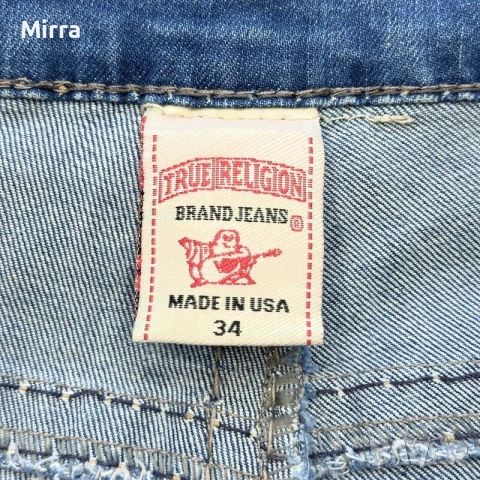 Mirra
TRUE RELIGION
BRAND JEANS ®
MADE IN USA
34